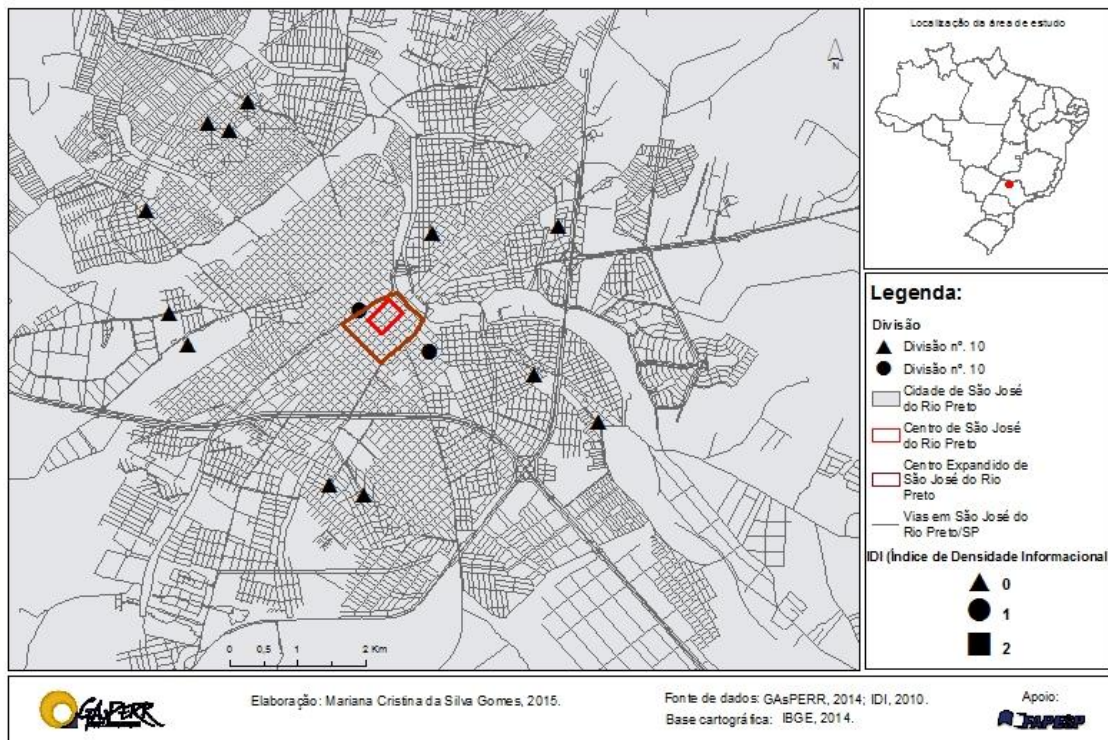 Localização da área de estudo
N
Legenda:
Divisão
Divisão nº. 10
Divisão nº. 10
Cidade de São José
do Rio Preto
Centro de São José
do Rio Preto
Centro Expandido de
São José do Rio
Preto
Vias em São José do
Rio Preto/SP
IDI (Índice de Densidade Informacional
0
1
2
0 0,5 1 2 Km
GAsPERR
Elaboração: Mariana Cristina da Silva Gomes, 2015.
Fonte de dados: GAsPERR, 2014; IDI, 2010.
Base cartográfica: IBGE, 2014.
Apoio:
FAPESP